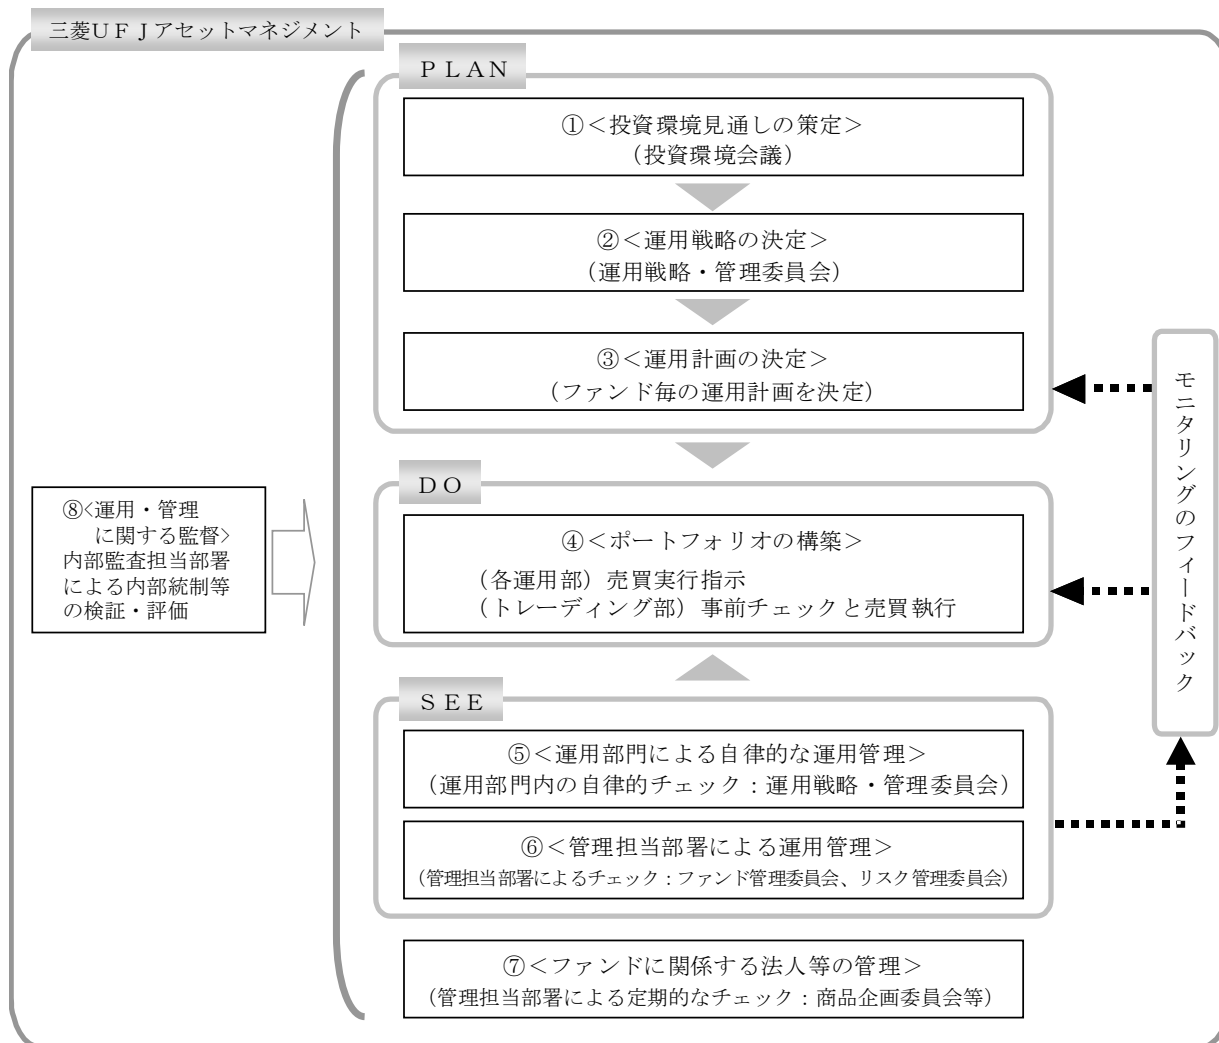 三菱ＵＦＪアセットマネジメント
ＰＬＡＮ
①＜投資環境見通しの策定＞
（投資環境会議）
②＜運用戦略の決定＞
（運用戦略・管理委員会）
③＜運用計画の決定＞
（ファンド毎の運用計画を決定）
ＤＯ
④＜ポートフォリオの構築＞
（各運用部）売買実行指示
（トレーディング部）事前チェックと売買執行
ＳＥＥ
⑤＜運用部門による自律的な運用管理＞
（運用部門内の自律的チェック：運用戦略・管理委員会）
⑥＜管理担当部署による運用管理＞
（管理担当部署によるチェック：ファンド管理委員会、リスク管理委員会）
⑦＜ファンドに関係する法人等の管理＞
（管理担当部署による定期的なチェック：商品企画委員会等）
⑧<運用・管理
に関する監督>
内部監査担当部署
による内部統制等
の検証・評価
モニタリングのフィードバック